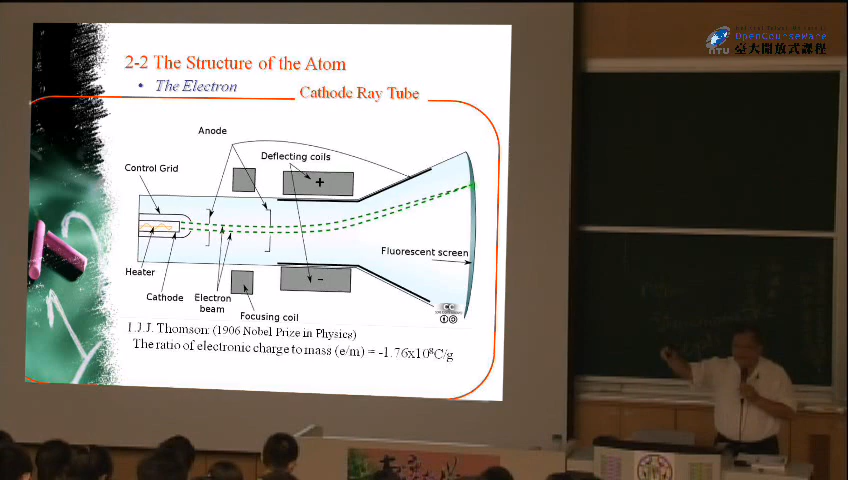 2-2 The Structure of the Atom
• The Electron
Cathode Ray Tube
Anode
Deflecting coils
Control Grid
+
Fluorescent screen
Heater
Cathode
Electron
beam
-
Focusing coil
CC
1.J.J. Thomson: (1906 Nobel Prize in Physics)
The ratio of electronic charge to mass (e/m) = -1.76x10⁸C/g
OpenCourseWare
NTU
臺大開放式課程